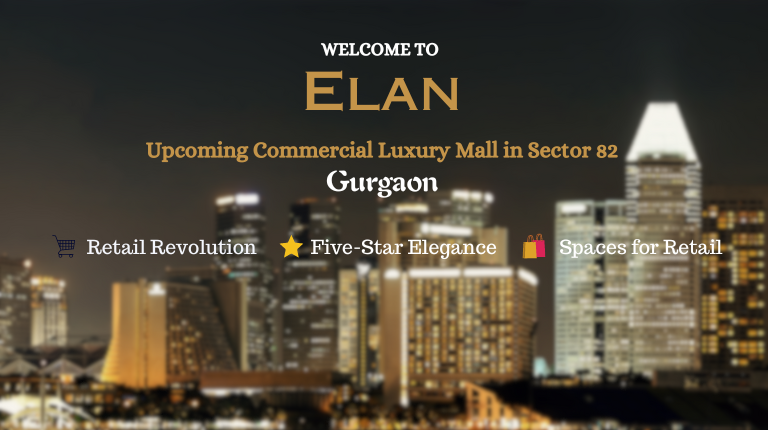 WELCOME TO
ELAN
Upcoming Commercial Luxury Mall in Sector 82
Gurgaon
Retail Revolution Five-Star Elegance Spaces for Retail